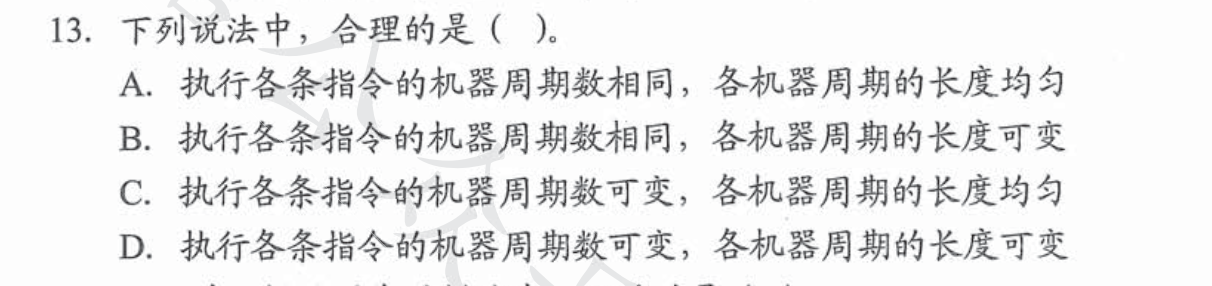 13. 下列说法中，合理的是（ ）。
A. 执行各条指令的机器周期数相同，各机器周期的长度均匀
B. 执行各条指令的机器周期数相同，各机器周期的长度可变
C. 执行各条指令的机器周期数可变，各机器周期的长度均匀
D. 执行各条指令的机器周期数可变，各机器周期的长度可变